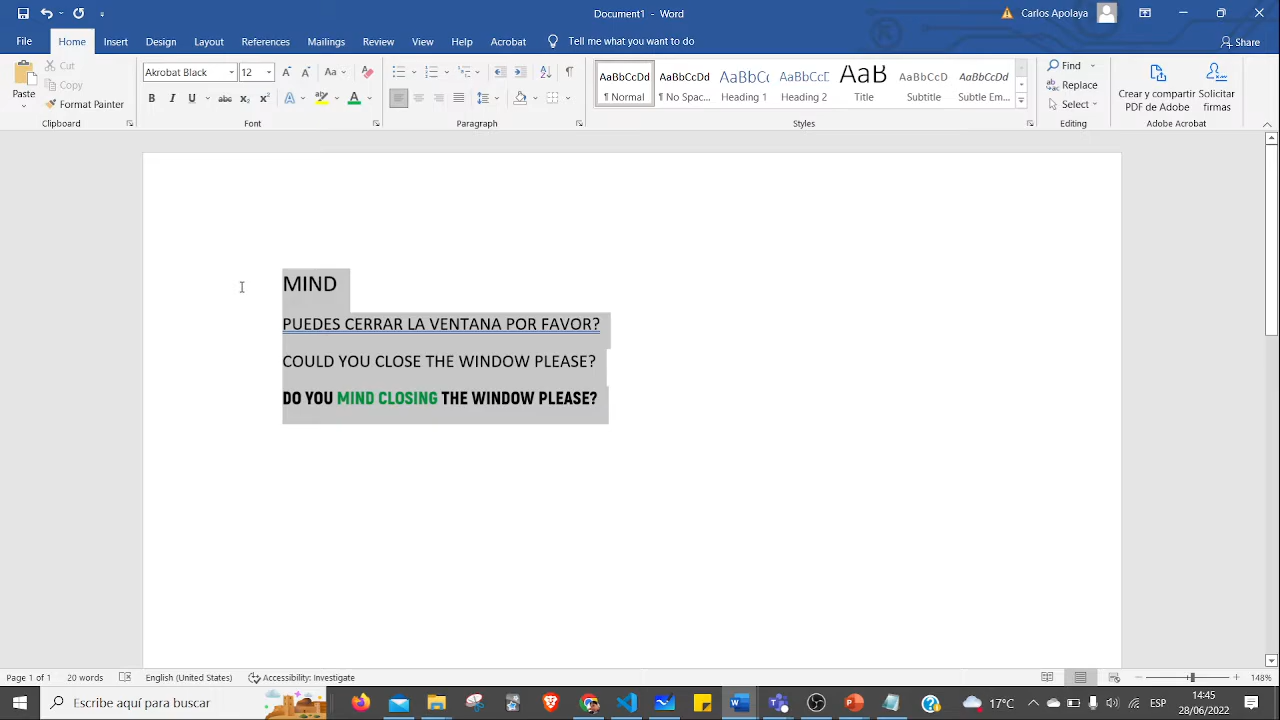 Document1 - Word
Carlos Apolaya
File Home Insert Design Layout References Mailings Review View Help Acrobat Tell me what you want to do Share
Paste
Cut
Copy
Format Painter
Clipboard
Akrobat Black 12
Font
Paragraph
AaBbCcDd ¶ Normal
AaBbCcDd ¶ No Spac...
AaBbCc Heading 1
AaBbCcE Heading 2
AaB Title
AaBbCcD Subtitle
AaBbCcDd Subtle Em...
Styles
Find
Replace
Select
Editing
Crear y compartir PDF de Adobe
Solicitar firmas
Adobe Acrobat
MIND
PUEDES CERRAR LA VENTANA POR FAVOR?
COULD YOU CLOSE THE WINDOW PLEASE?
DO YOU MIND CLOSING THE WINDOW PLEASE?
Page 1 of 1 20 words English (United States) Accessibility: Investigate 148%
Escribe aquí para buscar
17°C ESP
14:45
28/06/2022